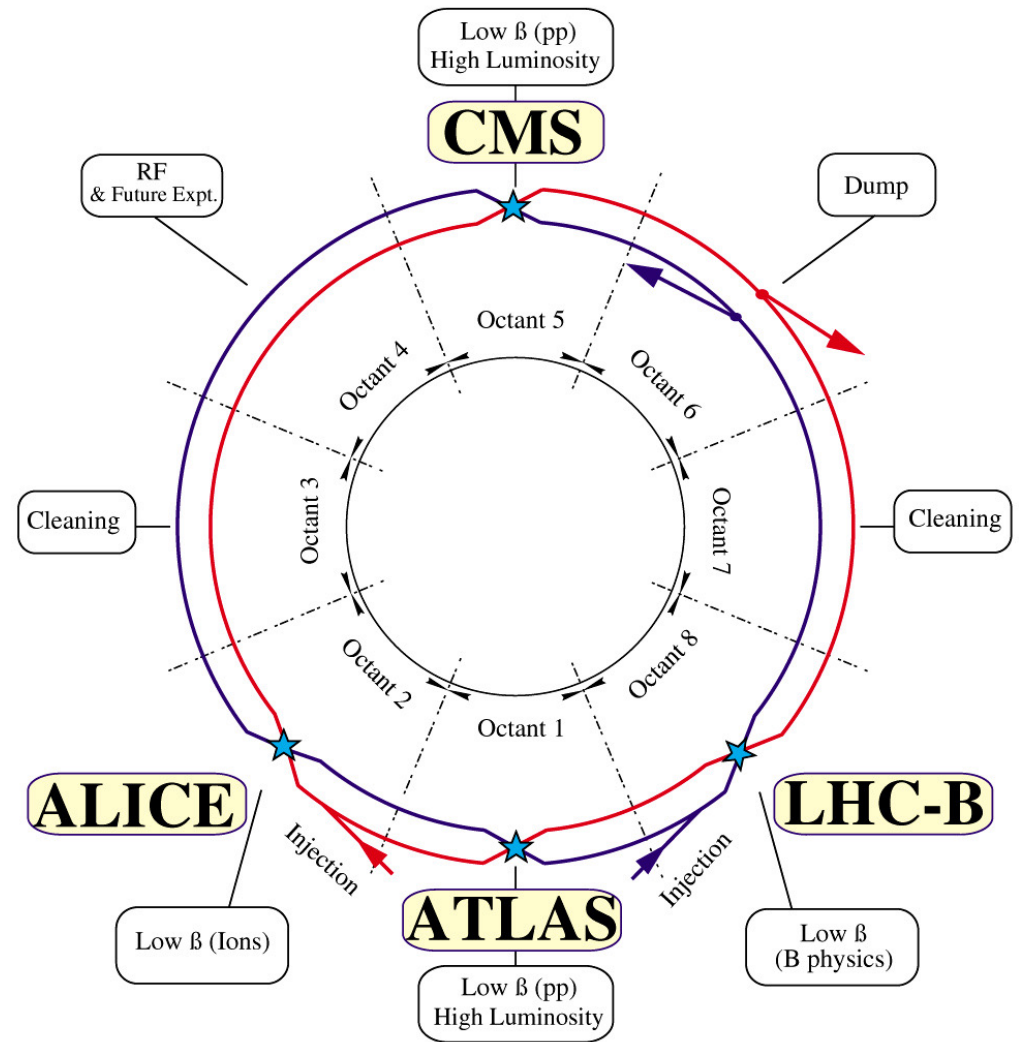 Low ß (pp)
High Luminosity
CMS
RF
& Future Expt.
Dump
Octant 5
Octant 4
Octant 6
Cleaning
Octant 3
Octant 7
Cleaning
Octant 2
Octant 8
Octant 1
ALICE
LHC-B
Injection
Injection
ATLAS
Low ß (Ions)
Low ß
(B physics)
Low ß (pp)
High Luminosity